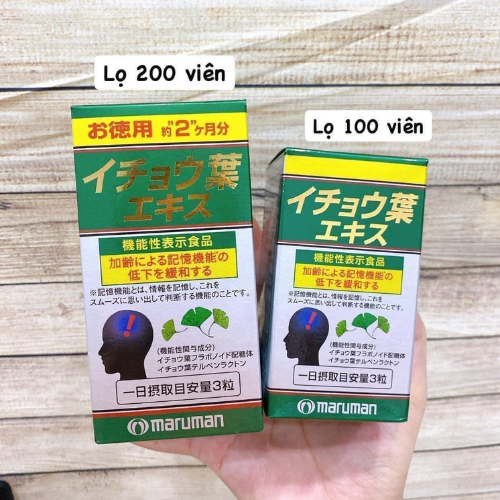 Lọ 200 viên
お徳用 約2ヶ月分
イチョウ葉
エキス
機能性表示食品
加齢による記憶機能の
低下を緩和する
※記憶機能とは、情報を記憶し、これを
スムーズに思い出して判断する機能のことです。
(機能性関与成分)
イチョウ葉フラボノイド配糖体
イチョウ葉テルペンラクトン
一日摂取目安量3粒
maruman
Lọ 100 viên
イチョウ葉
エキス
機能性表示食品
加齢による記憶機能の
低下を緩和する
※記憶機能とは、情報を記憶し、これを
スムーズに思い出して判断する機能のことです。
(機能性関与成分)
イチョウ葉フラボノイド配糖体
イチョウ葉テルペンラクトン
一日摂取目安量3粒
maruman